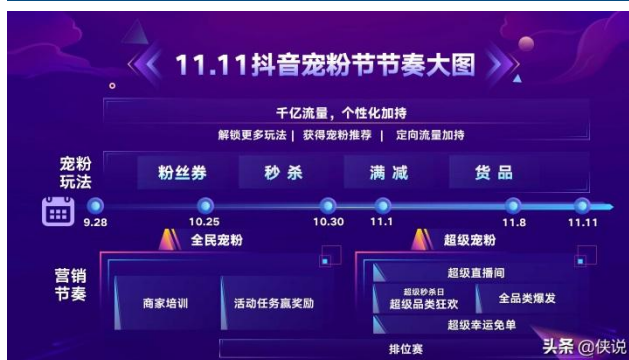 11.11抖音宠粉节节奏大图
千亿流量，个性化加持
解锁更多玩法 | 获得宠粉推荐 | 定向流量加持
宠粉
玩法
粉丝券 秒杀 满减 货品
9.28 10.25 10.30 11.1 11.8 11.11
全民宠粉 超级宠粉
营销
节奏
商家培训 活动任务赢奖励
超级直播间
超级秒杀日
超级品类狂欢 全品类爆发
超级幸运免单
排位赛
头条 @侠说